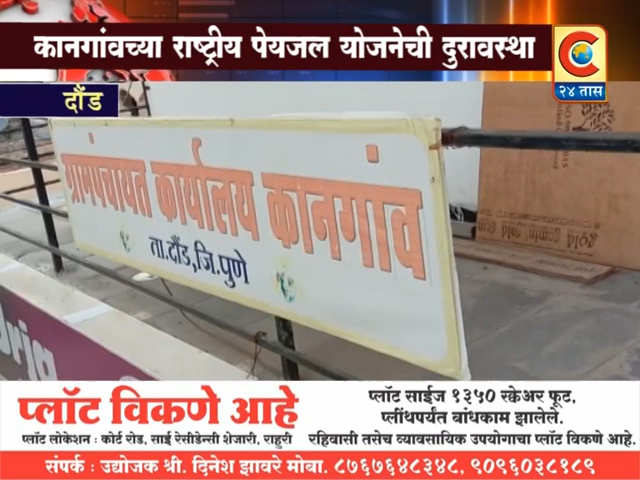 कानगांवच्या राष्ट्रीय पेयजल योजनेची दुरावस्था
C
२४ तास
दौंड
ग्रामपंचायत कार्यालय कानगांव
ता.दौंड,जि.पुणे
प्लॉट विकणे आहे
प्लॉट लोकेशन : कोर्ट रोड, साई रेसीडेन्सी शेजारी, राहुरी
प्लॉट साईज १३५० स्केअर फूट,
प्लींथपर्यंत बांधकाम झालेले.
रहिवासी तसेच व्यावसायिक उपयोगाचा प्लॉट विकणे आहे.
संपर्क : उद्योजक श्री. दिनेश झावरे मोबा. ८७६७६४८३४८, ९०९६०३८१८९